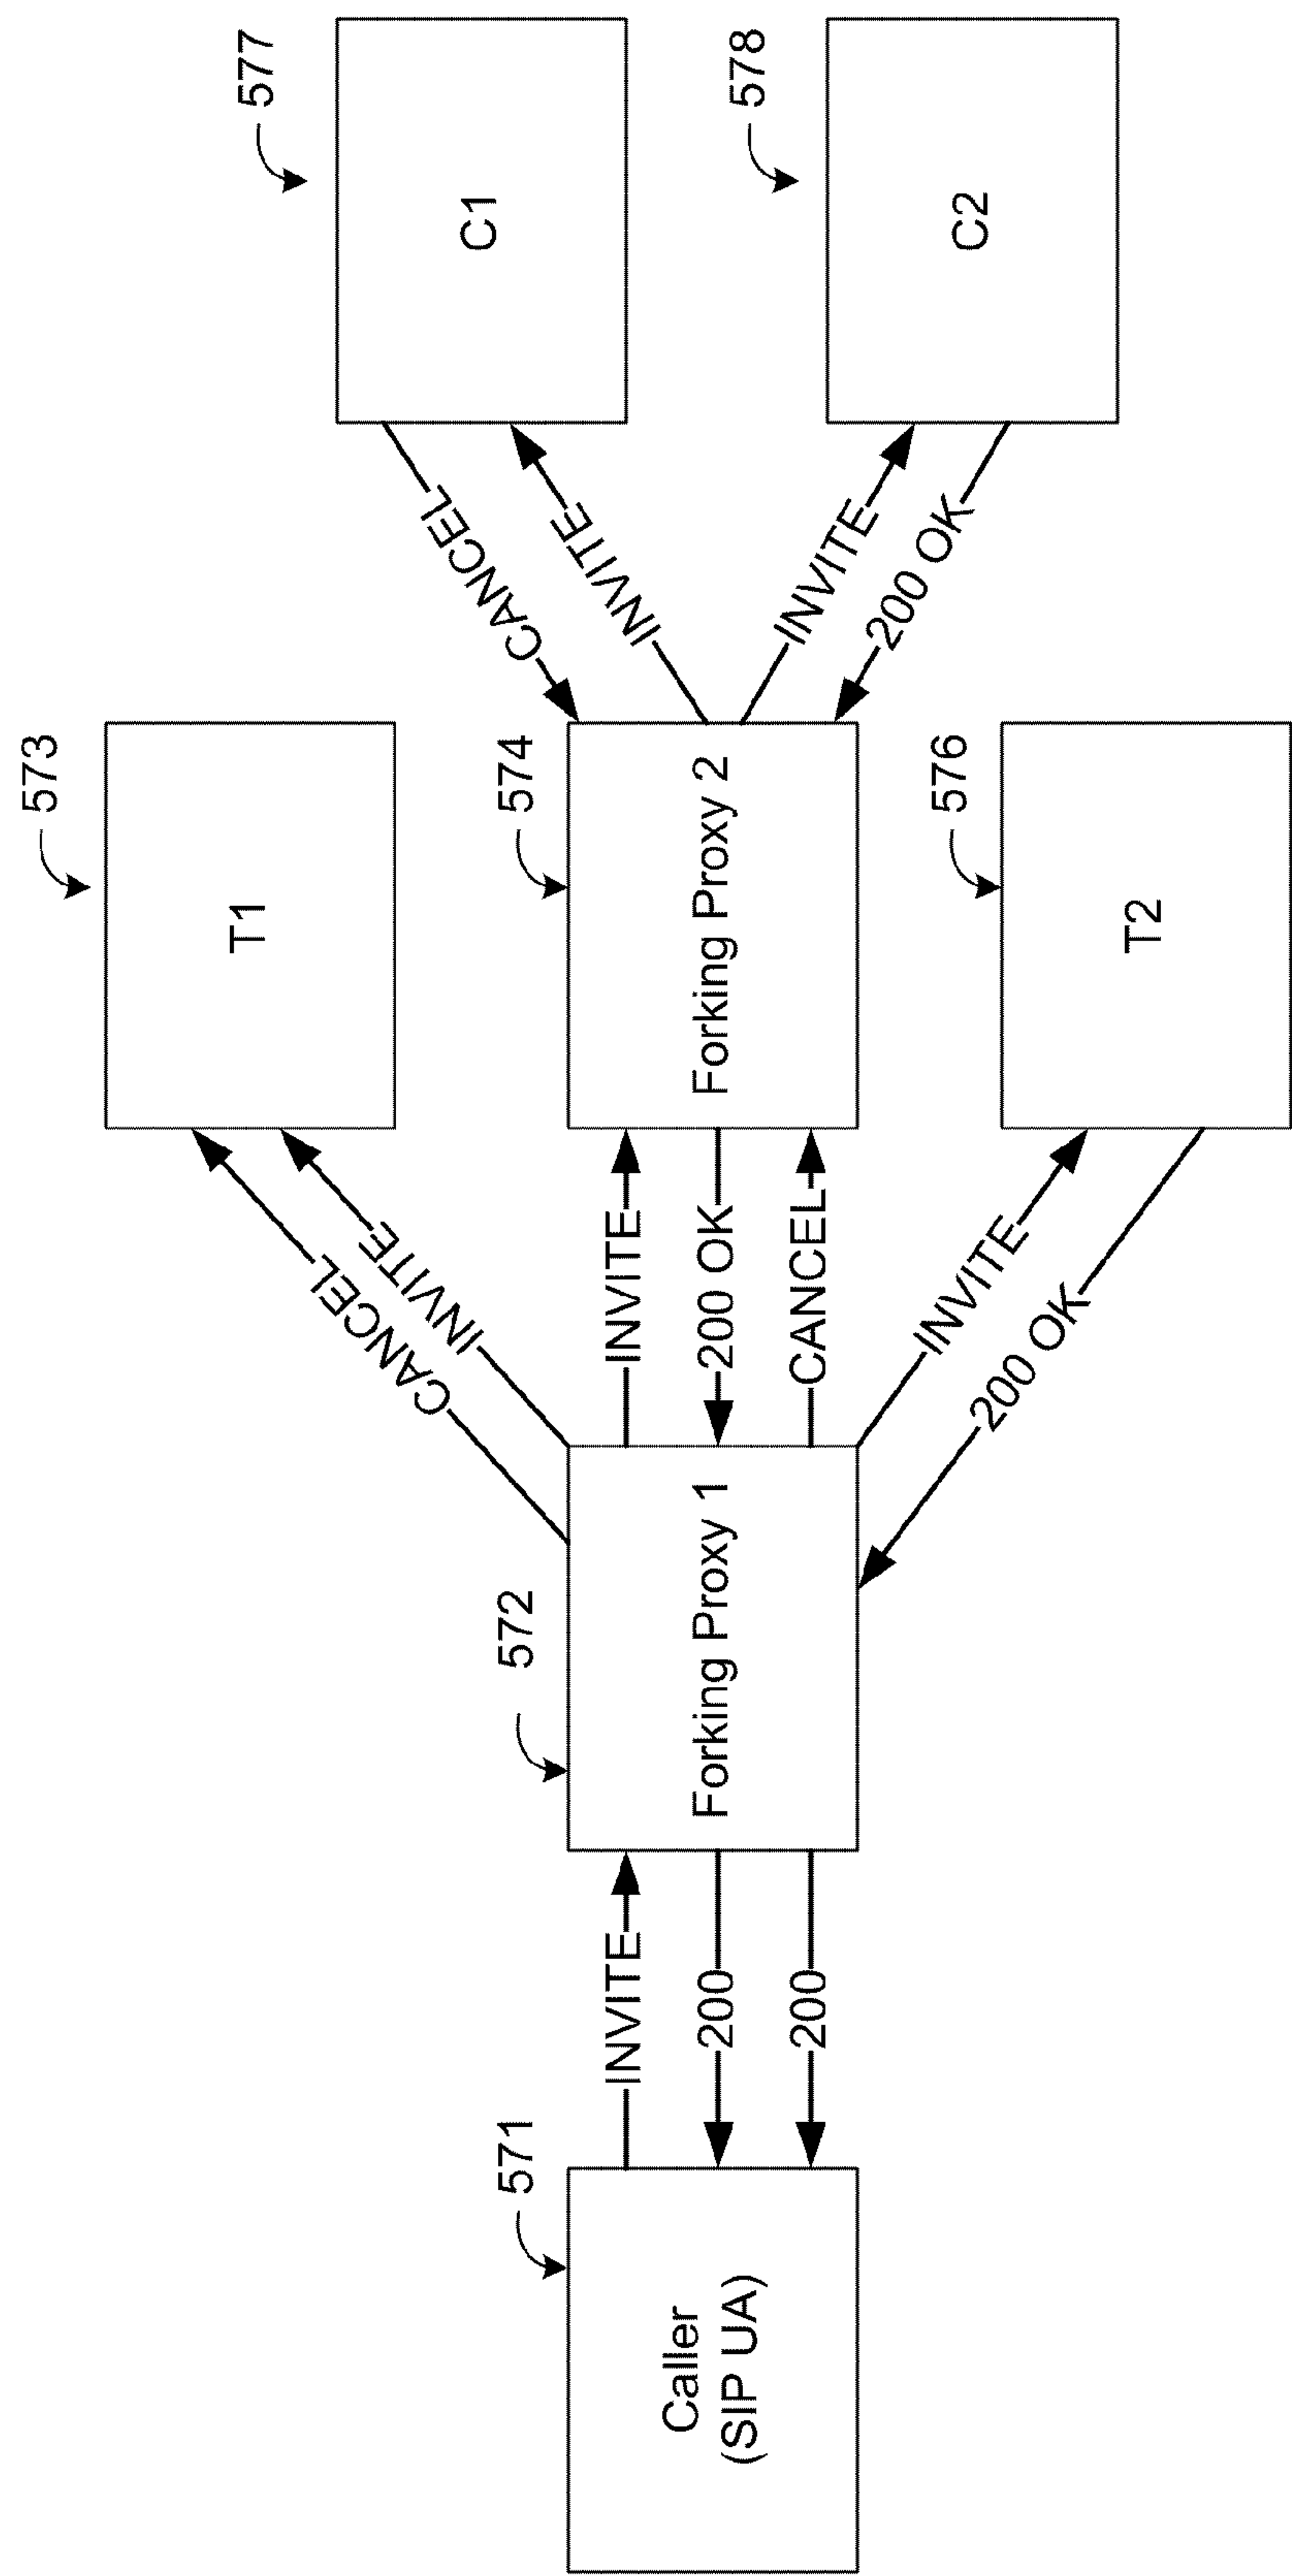 571
Caller
(SIP UA)
INVITE
200
200
572
Forking Proxy 1
CANCEL
INVITE
INVITE
200 OK
CANCEL
INVITE
200 OK
573
T1
574
Forking Proxy 2
576
T2
CANCEL
INVITE
INVITE
200 OK
577
C1
578
C2